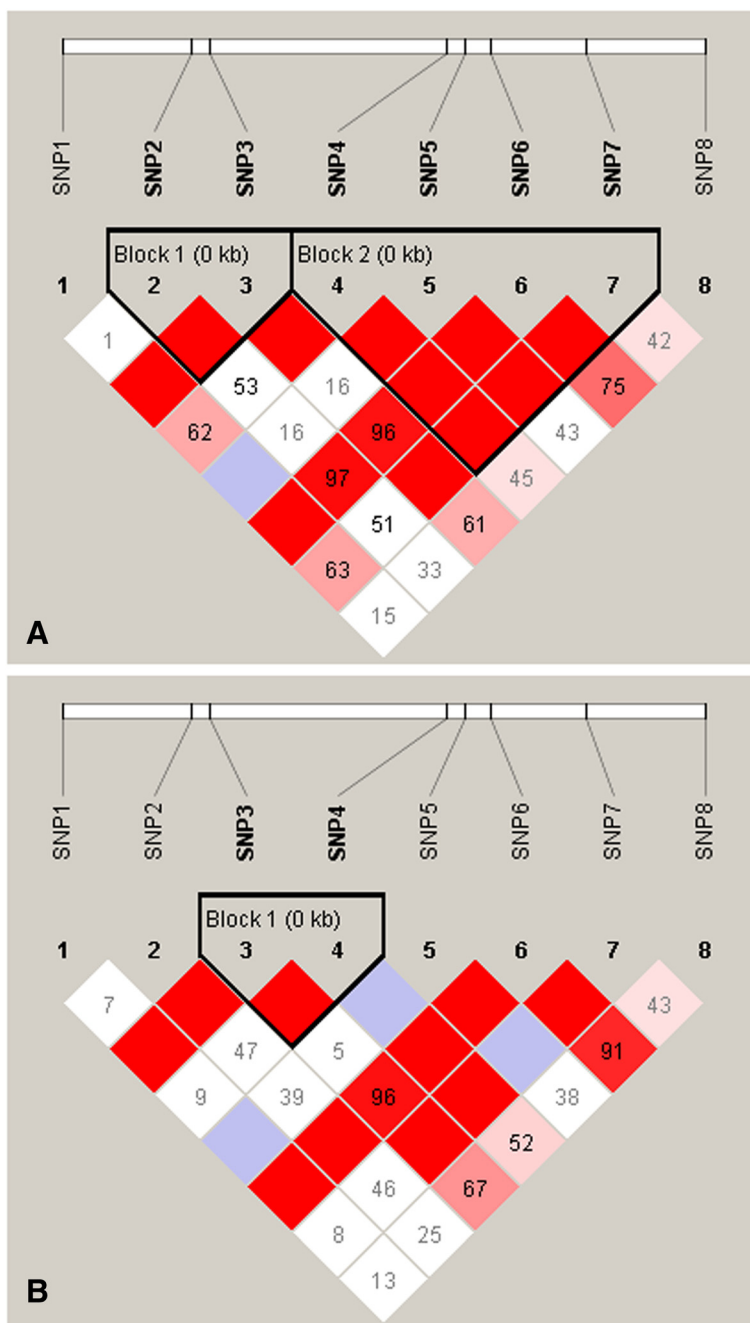 SNP1 SNP2 SNP3 SNP4 SNP5 SNP6 SNP7 SNP8
Block 1 (0 kb) Block 2 (0 kb)
1 2 3 4 5 6 7 8
1 42
53 16 75
62 16 96 43
97 45
51 61
63 33
15
A
SNP1 SNP2 SNP3 SNP4 SNP5 SNP6 SNP7 SNP8
Block 1 (0 kb)
1 2 3 4 5 6 7 8
7 43
47 5 91
9 39 96 38
52
46 67
8 25
13
B